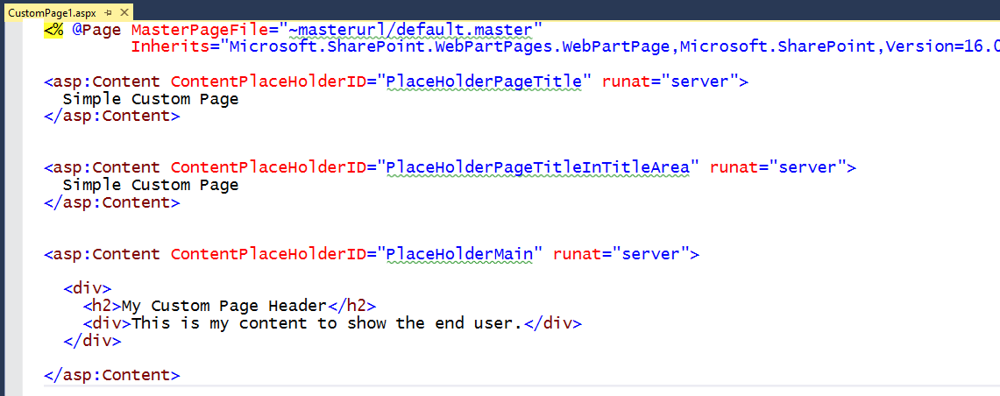 CustomPage1.aspx
<% @Page MasterPageFile="~masterurl/default.master"
Inherits="Microsoft.SharePoint.WebPartPages.WebPartPage,Microsoft.SharePoint,Version=16.0
<asp:Content ContentPlaceHolderID="PlaceHolderPageTitle" runat="server">
Simple Custom Page
</asp:Content>
<asp:Content ContentPlaceHolderID="PlaceHolderPageTitleInTitleArea" runat="server">
Simple Custom Page
</asp:Content>
<asp:Content ContentPlaceHolderID="PlaceHolderMain" runat="server">
<div>
<h2>My Custom Page Header</h2>
<div>This is my content to show the end user.</div>
</div>
</asp:Content>